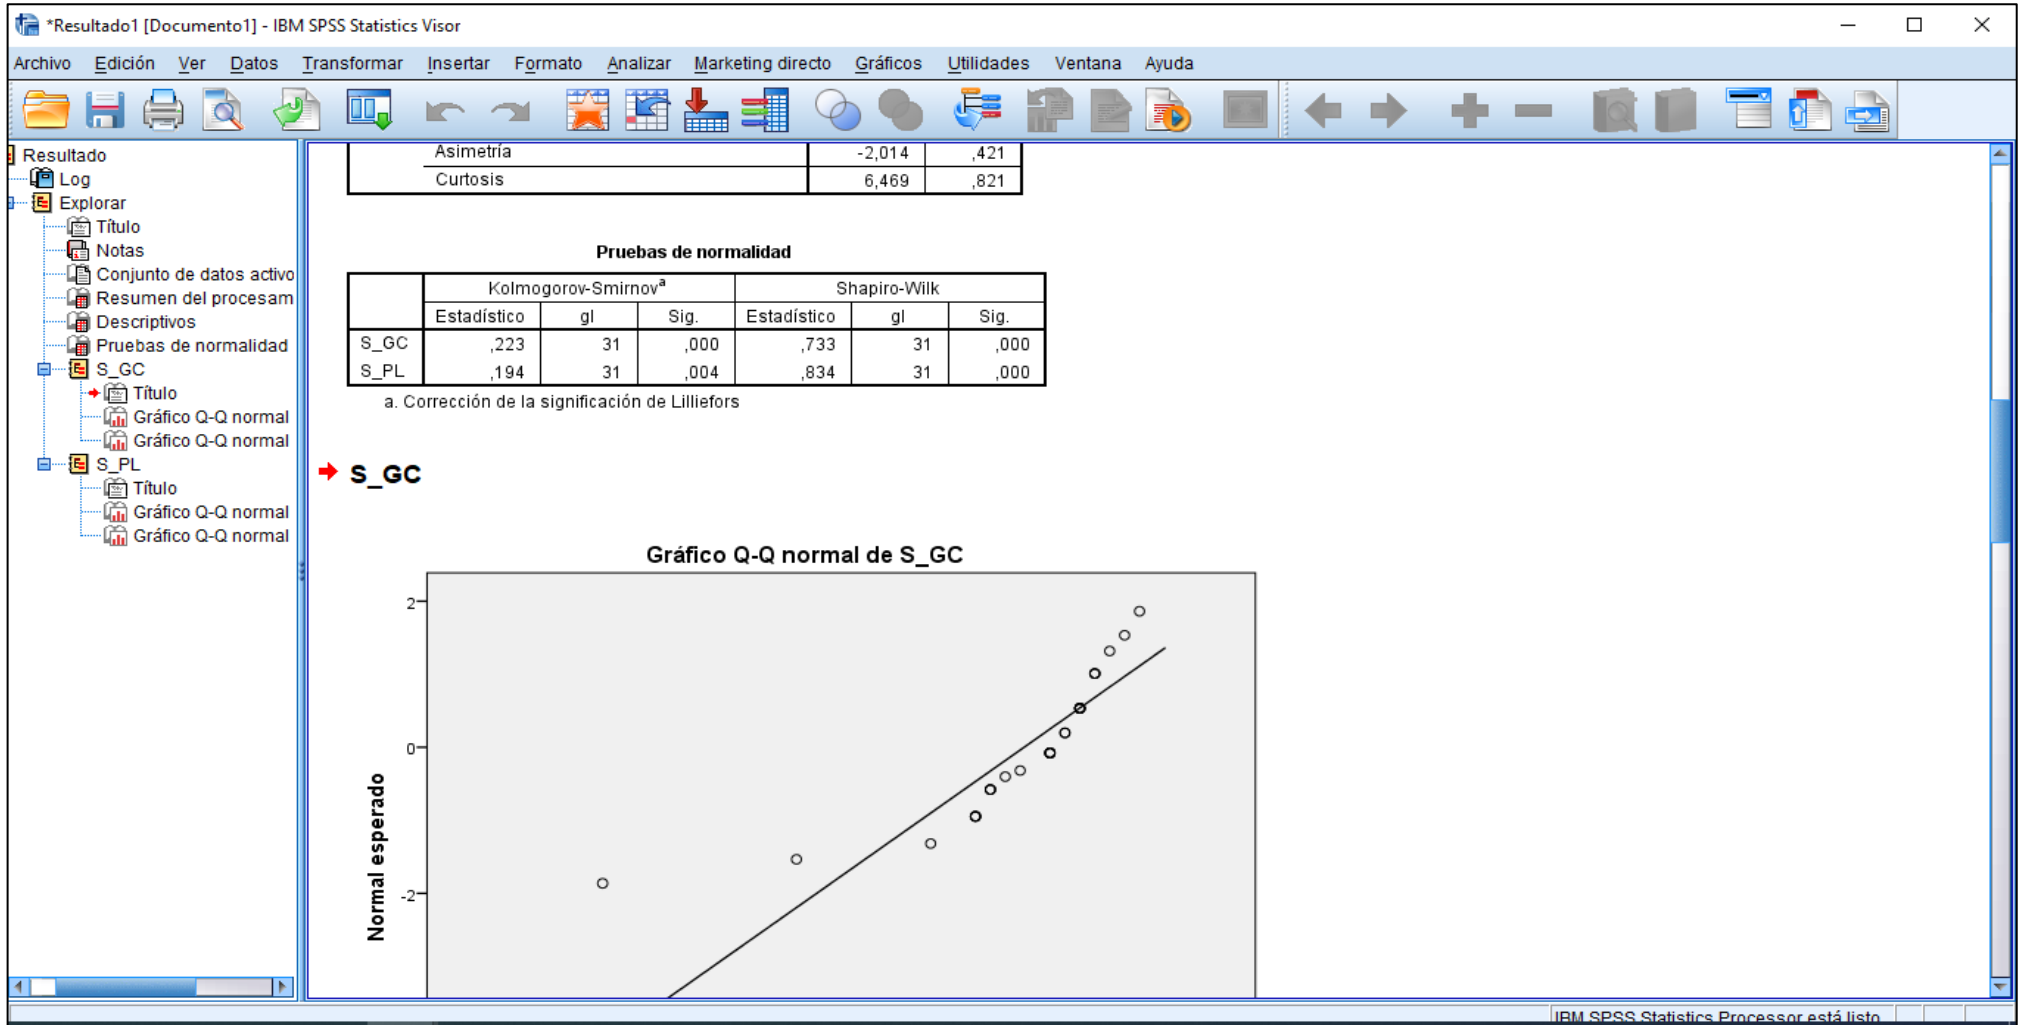 *Resultado1 [Documento1] - IBM SPSS Statistics Visor
Archivo Edición Ver Datos Transformar Insertar Formato Analizar Marketing directo Gráficos Utilidades Ventana Ayuda
Resultado
Log
Explorar
Título
Notas
Conjunto de datos activo
Resumen del procesam
Descriptivos
Pruebas de normalidad
S_GC
Título
Gráfico Q-Q normal
Gráfico Q-Q normal
S_PL
Título
Gráfico Q-Q normal
Gráfico Q-Q normal
Asimetría -2,014 ,421
Curtosis 6,469 ,821
Pruebas de normalidad
Kolmogorov-Smirnovª Shapiro-Wilk
Estadístico gl Sig. Estadístico gl Sig.
S_GC ,223 31 ,000 ,733 31 ,000
S_PL ,194 31 ,004 ,834 31 ,000
a. Corrección de la significación de Lilliefors
S_GC
Gráfico Q-Q normal de S_GC
2
0
-2
Normal esperado
IBM SPSS Statistics Processor está listo